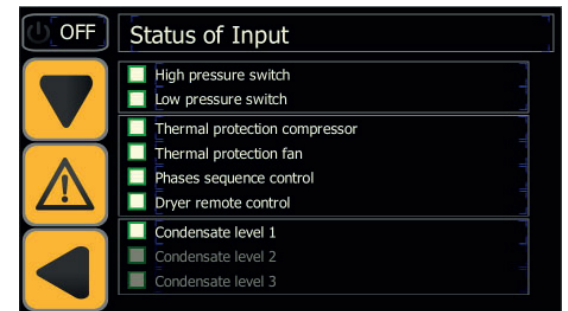 OFF
Status of Input
High pressure switch
Low pressure switch
Thermal protection compressor
Thermal protection fan
Phases sequence control
Dryer remote control
Condensate level 1
Condensate level 2
Condensate level 3